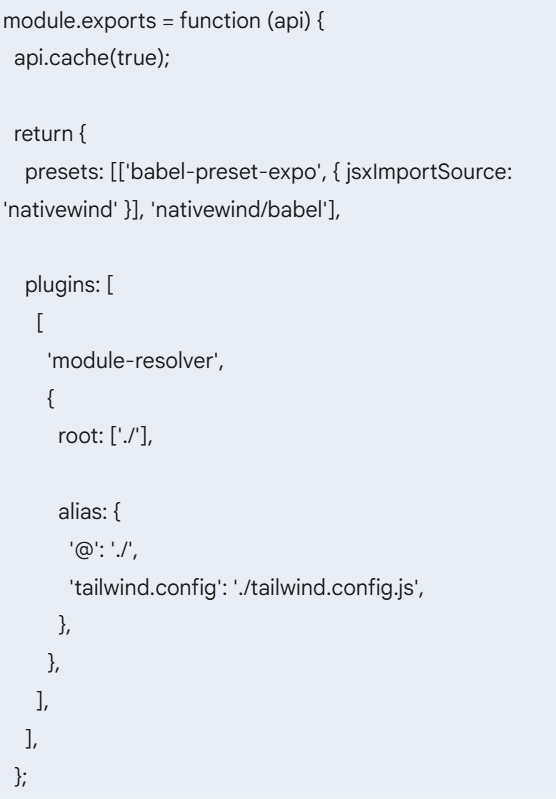 module.exports = function (api) {
  api.cache(true);

  return {
    presets: [['babel-preset-expo', { jsxImportSource:
'nativewind' }], 'nativewind/babel'],

    plugins: [
      [
        'module-resolver',
        {
          root: ['./'],

          alias: {
            '@': './',
            'tailwind.config': './tailwind.config.js',
          },
        },
      ],
    ],
  };